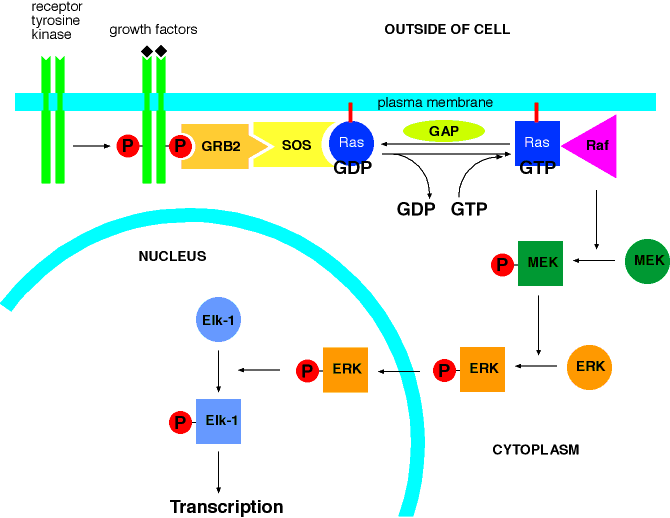 receptor
tyrosine
kinase
growth factors
OUTSIDE OF CELL
plasma membrane
P
P
GRB2
SOS
Ras
GDP
GAP
Ras
GTP
Raf
GDP
GTP
NUCLEUS
P
MEK
MEK
Elk-1
P
ERK
P
ERK
ERK
P
Elk-1
CYTOPLASM
Transcription